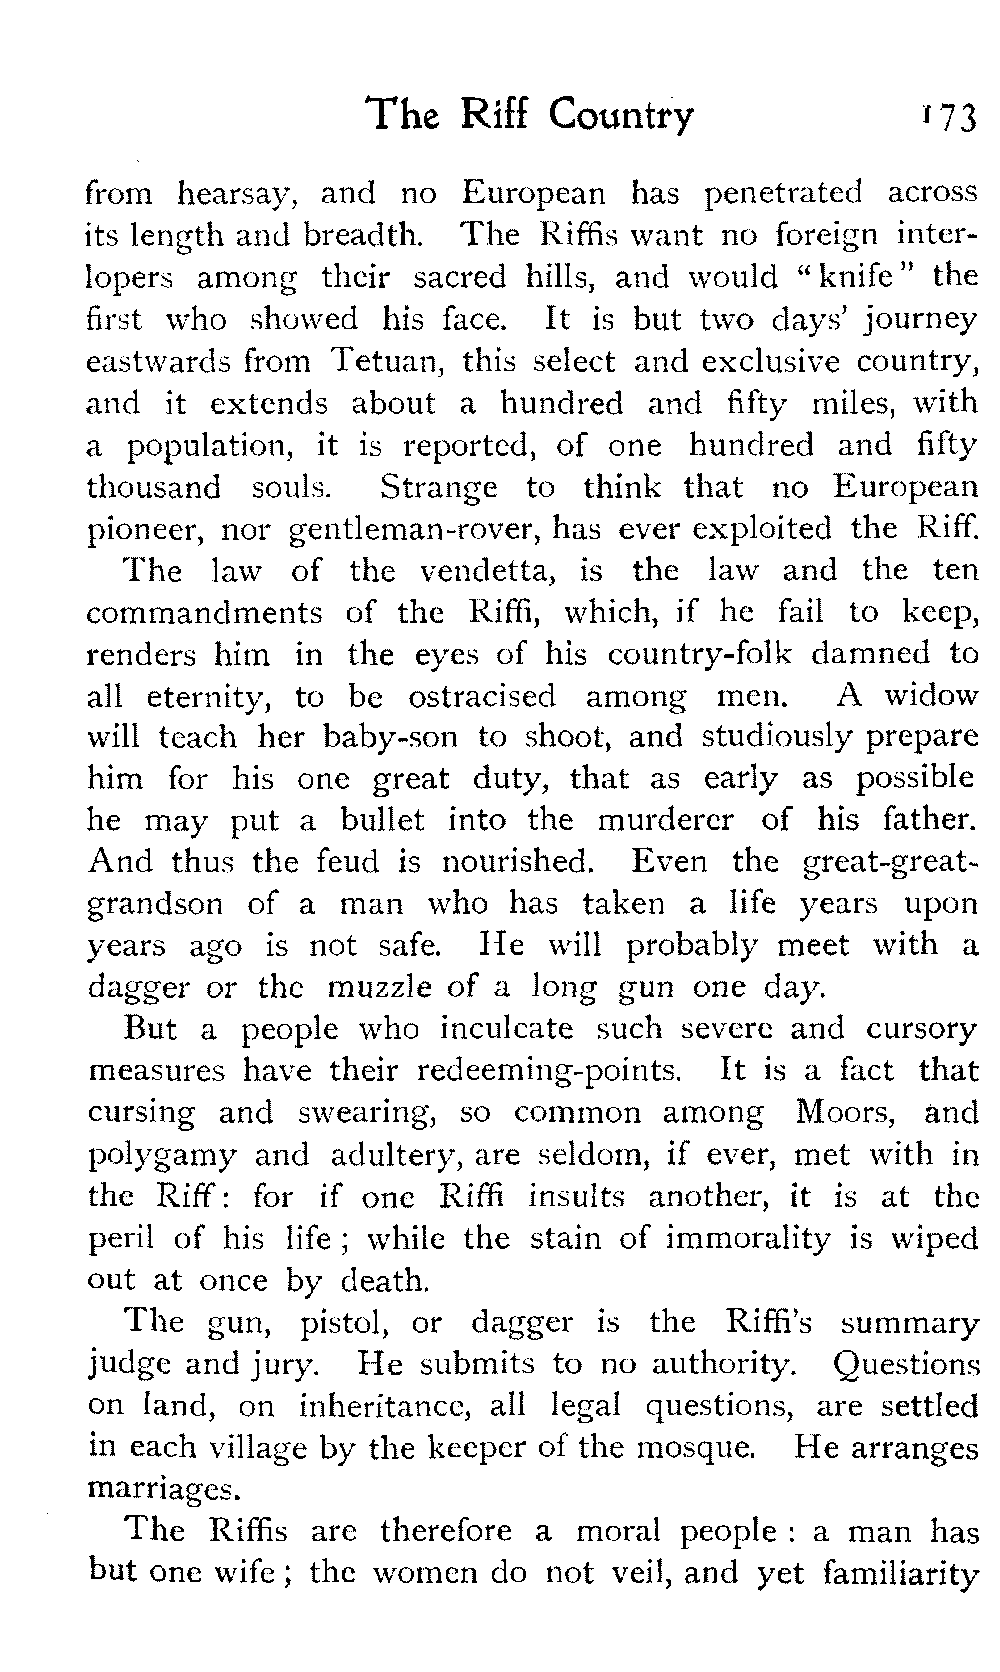 The Riff Country 173
from hearsay, and no European has penetrated across
its length and breadth. The Riffis want no foreign inter-
lopers among their sacred hills, and would "knife" the
first who showed his face. It is but two days' journey
eastwards from Tetuan, this select and exclusive country,
and it extends about a hundred and fifty miles, with
a population, it is reported, of one hundred and fifty
thousand souls. Strange to think that no European
pioneer, nor gentleman-rover, has ever exploited the Riff.
The law of the vendetta, is the law and the ten
commandments of the Riffi, which, if he fail to keep,
renders him in the eyes of his country-folk damned to
all eternity, to be ostracised among men. A widow
will teach her baby-son to shoot, and studiously prepare
him for his one great duty, that as early as possible
he may put a bullet into the murderer of his father.
And thus the feud is nourished. Even the great-great-
grandson of a man who has taken a life years upon
years ago is not safe. He will probably meet with a
dagger or the muzzle of a long gun one day.
But a people who inculcate such severe and cursory
measures have their redeeming-points. It is a fact that
cursing and swearing, so common among Moors, and
polygamy and adultery, are seldom, if ever, met with in
the Riff: for if one Riffi insults another, it is at the
peril of his life; while the stain of immorality is wiped
out at once by death.
The gun, pistol, or dagger is the Riffi's summary
judge and jury. He submits to no authority. Questions
on land, on inheritance, all legal questions, are settled
in each village by the keeper of the mosque. He arranges
marriages.
The Riffis are therefore a moral people: a man has
but one wife; the women do not veil, and yet familiarity